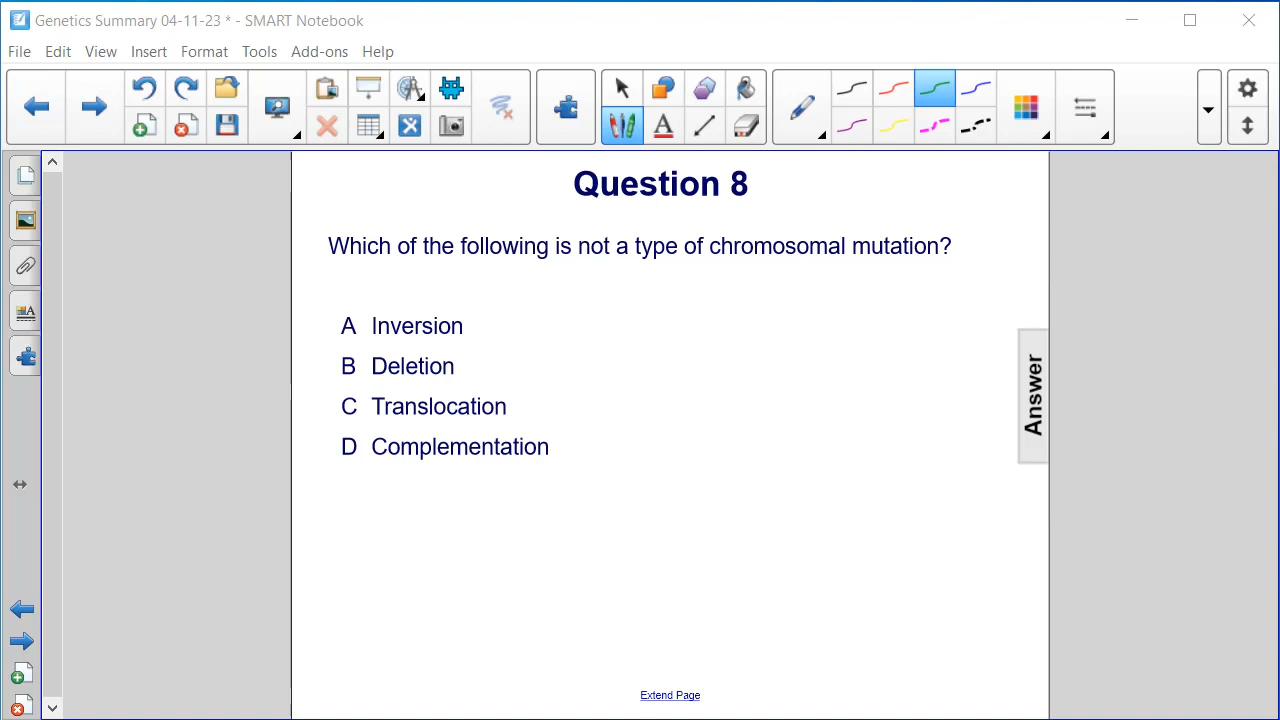 Genetics Summary 04-11-23 * - SMART Notebook
File Edit View Insert Format Tools Add-ons Help
Question 8
Which of the following is not a type of chromosomal mutation?
A Inversion
B Deletion
C Translocation
D Complementation
Answer
Extend Page